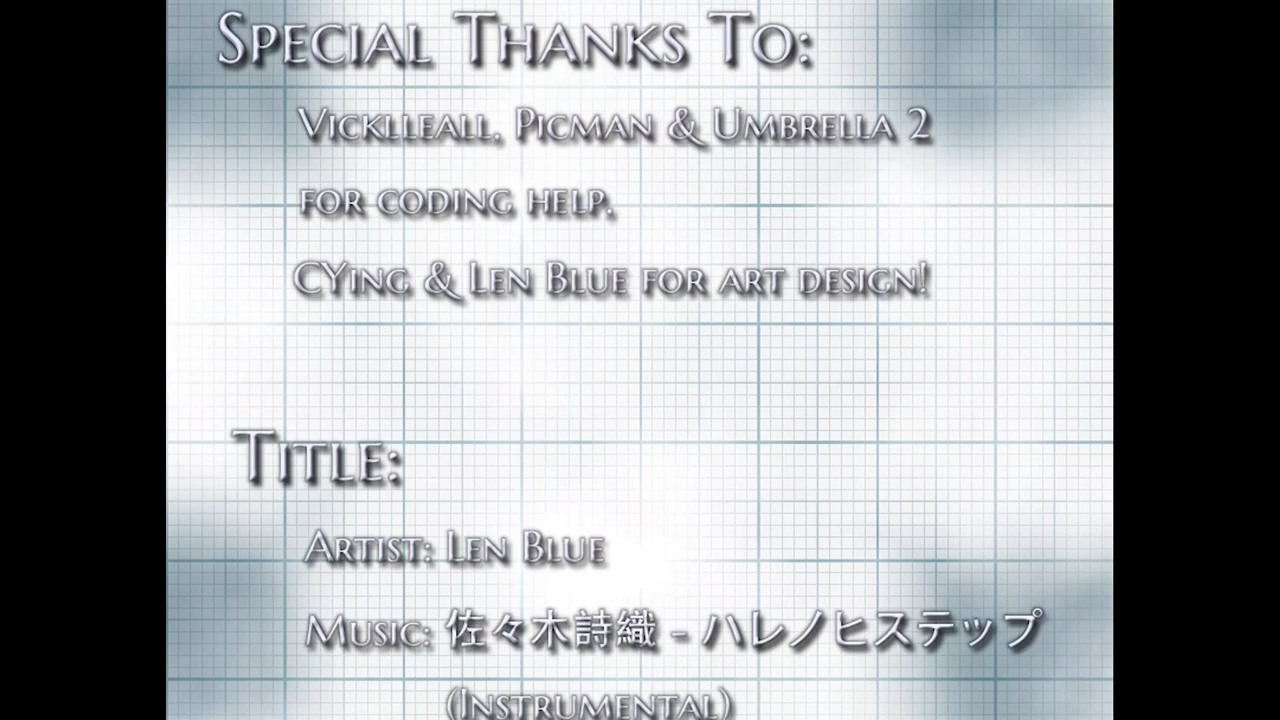 Special Thanks To:
Vicklleall, Picman & Umbrella 2
for coding help.
CYing & Len Blue for art design!
Title:
Artist: Len Blue
Music: 佐々木詩織 - ハレノヒステップ
(Instrumental)